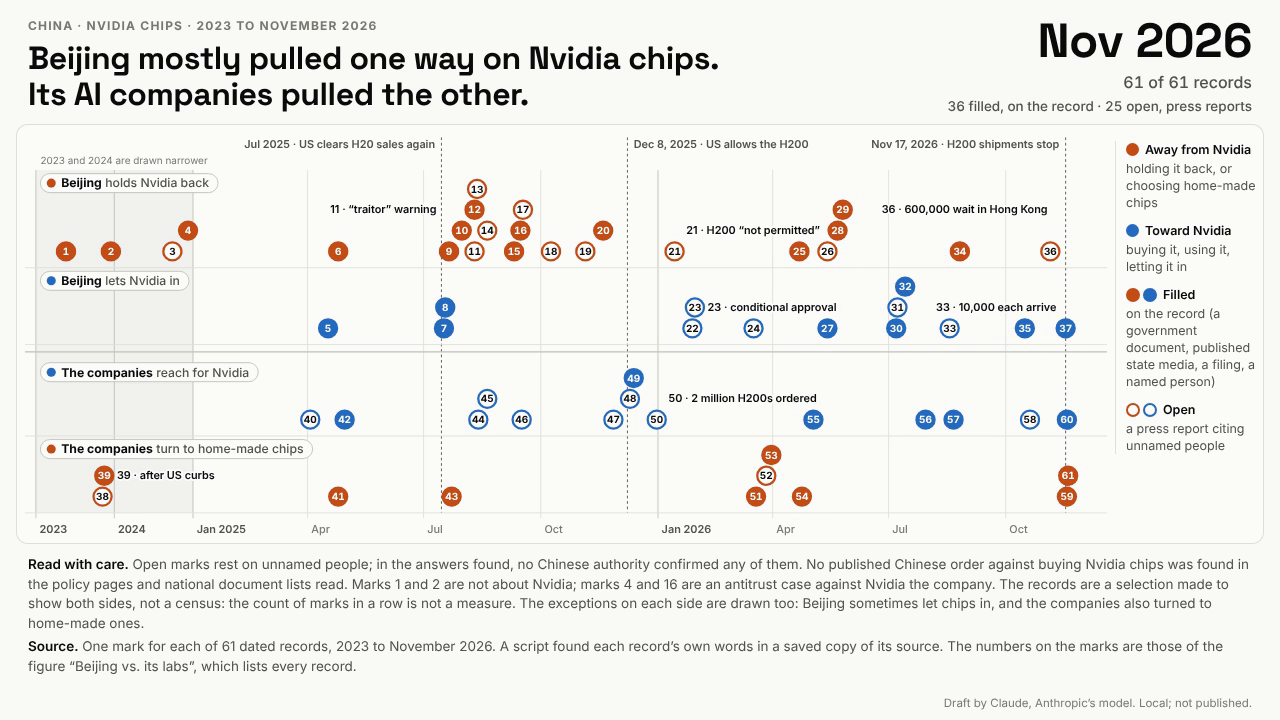 CHINA · NVIDIA CHIPS · 2023 TO NOVEMBER 2026
Beijing mostly pulled one way on Nvidia chips.
Its AI companies pulled the other.
Nov 2026
61 of 61 records
36 filled, on the record · 25 open, press reports
Jul 2025 · US clears H20 sales again
Dec 8, 2025 · US allows the H200
Nov 17, 2026 · H200 shipments stop
2023 and 2024 are drawn narrower
Beijing holds Nvidia back
13
11 · “traitor” warning
12
17
29
36 · 600,000 wait in Hong Kong
4
10
14
16
20
21 · H200 “not permitted”
28
1
2
3
6
9
11
15
18
19
21
25
26
34
36
Beijing lets Nvidia in
32
8
23
23 · conditional approval
31
33 · 10,000 each arrive
5
7
22
24
27
30
33
35
37
The companies reach for Nvidia
49
45
48
50 · 2 million H200s ordered
40
42
44
46
47
50
55
56
57
58
60
The companies turn to home-made chips
53
39
39 · after US curbs
52
61
38
41
43
51
54
59
2023
2024
Jan 2025
Apr
Jul
Oct
Jan 2026
Apr
Jul
Oct
Away from Nvidia
holding it back, or
choosing home-made
chips
Toward Nvidia
buying it, using it,
letting it in
Filled
on the record (a
government
document, published
state media, a filing, a
named person)
Open
a press report citing
unnamed people
Read with care. Open marks rest on unnamed people; in the answers found, no Chinese authority confirmed any of them. No published Chinese order against buying Nvidia chips was found in
the policy pages and national document lists read. Marks 1 and 2 are not about Nvidia; marks 4 and 16 are an antitrust case against Nvidia the company. The records are a selection made to
show both sides, not a census: the count of marks in a row is not a measure. The exceptions on each side are drawn too: Beijing sometimes let chips in, and the companies also turned to
home-made ones.
Source. One mark for each of 61 dated records, 2023 to November 2026. A script found each record’s own words in a saved copy of its source. The numbers on the marks are those of the
figure “Beijing vs. its labs”, which lists every record.
Draft by Claude, Anthropic’s model. Local; not published.